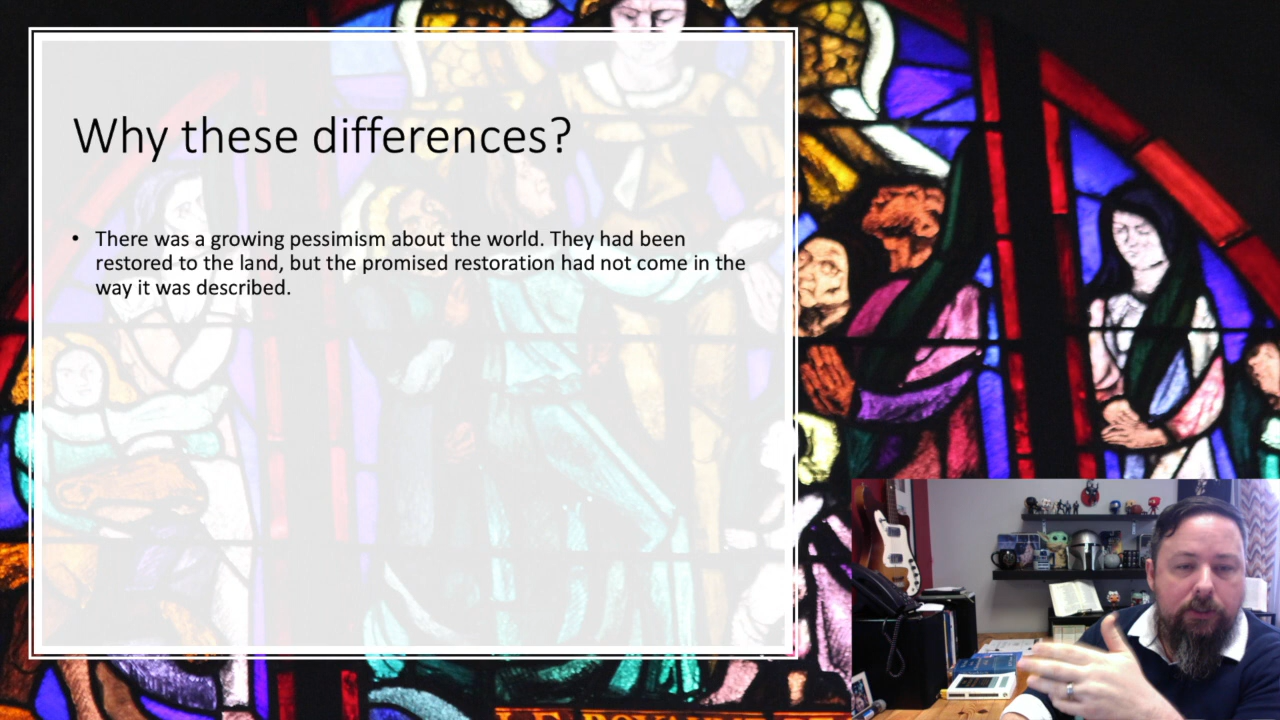 Why these differences?
• There was a growing pessimism about the world. They had been
restored to the land, but the promised restoration had not come in the
way it was described.